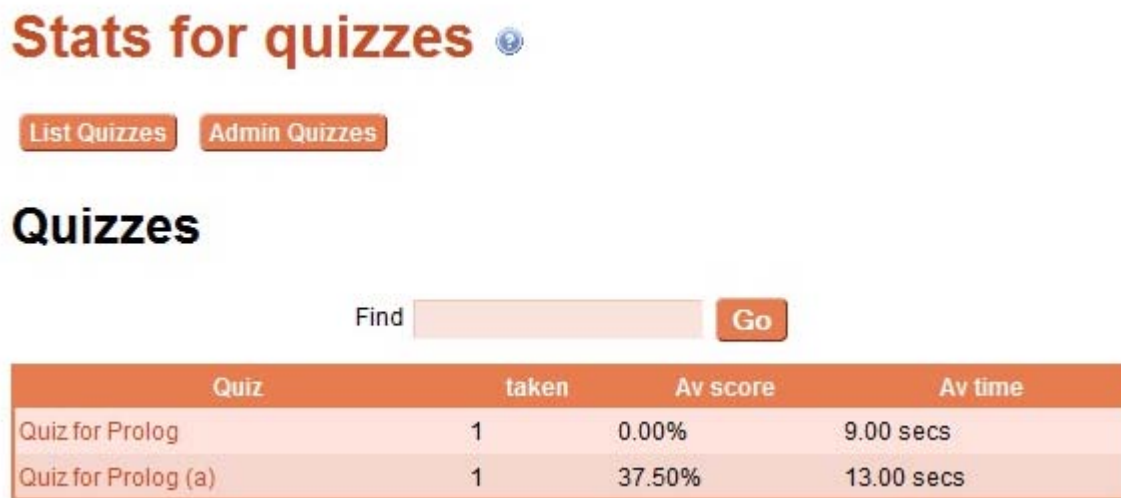 Stats for quizzes
List Quizzes Admin Quizzes
Quizzes
Find Go
Quiz taken Av score Av time
Quiz for Prolog 1 0.00% 9.00 secs
Quiz for Prolog (a) 1 37.50% 13.00 secs